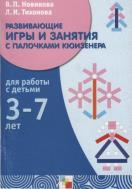 В. П. Новикова
Л. И. Тихонова
РАЗВИВАЮЩИЕ
ИГРЫ И ЗАНЯТИЯ
С ПАЛОЧКАМИ КЮИЗЕНЕРА
для работы
с детьми
3-7
лет